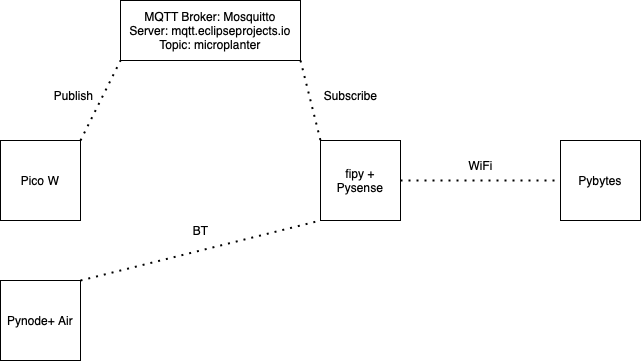 MQTT Broker: Mosquitto
Server: mqtt.eclipseprojects.io
Topic: microplanter
Publish
Subscribe
Pico W
fipy +
Pysense
WiFi
Pybytes
BT
Pynode+ Air